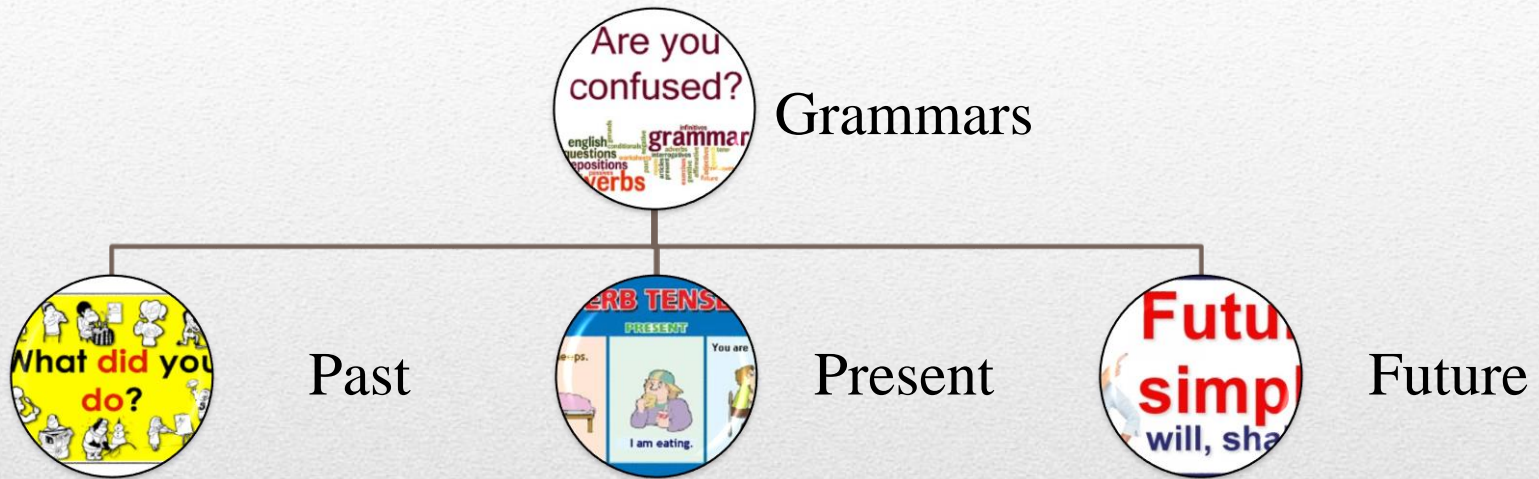 Are you
confused?
grammar
english
conditionals
questions
verbs
Grammars
What did you
do?
Past
PRESENT
You are
I am eating.
Present
simp
will, sha
Future